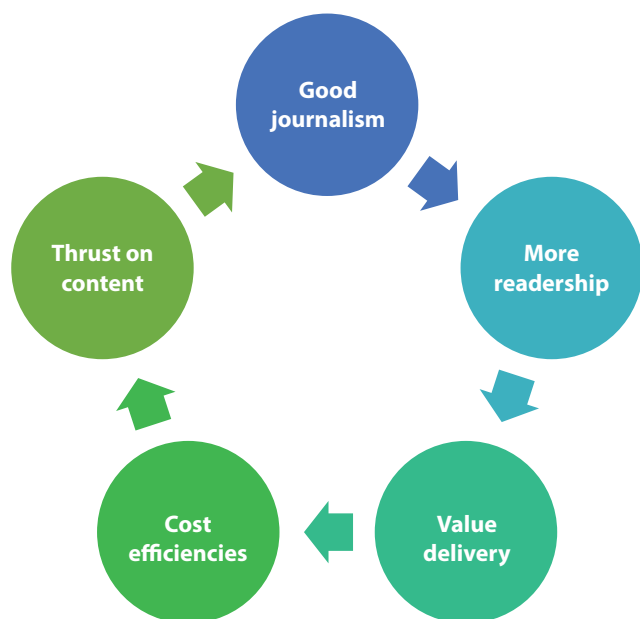 Good
journalism
More
readership
Value
delivery
Cost
efficiencies
Thrust on
content